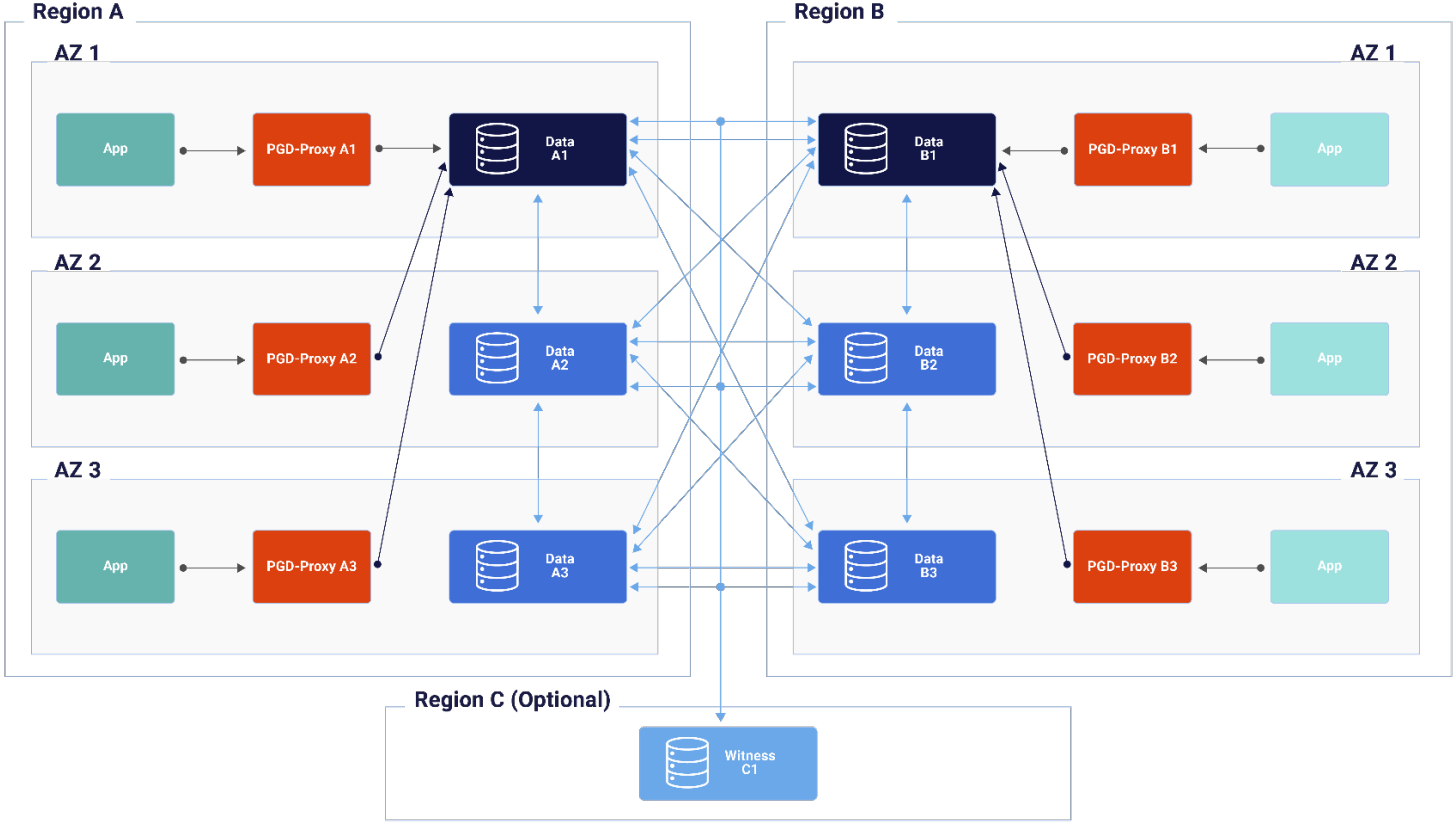 Region A
AZ 1
App
PGD-Proxy A1
Data
A1
AZ 2
App
PGD-Proxy A2
Data
A2
AZ 3
App
PGD-Proxy A3
Data
A3
Region B
AZ 1
Data
B1
PGD-Proxy B1
App
AZ 2
Data
B2
PGD-Proxy B2
App
AZ 3
Data
B3
PGD-Proxy B3
App
Region C (Optional)
Witness
C1